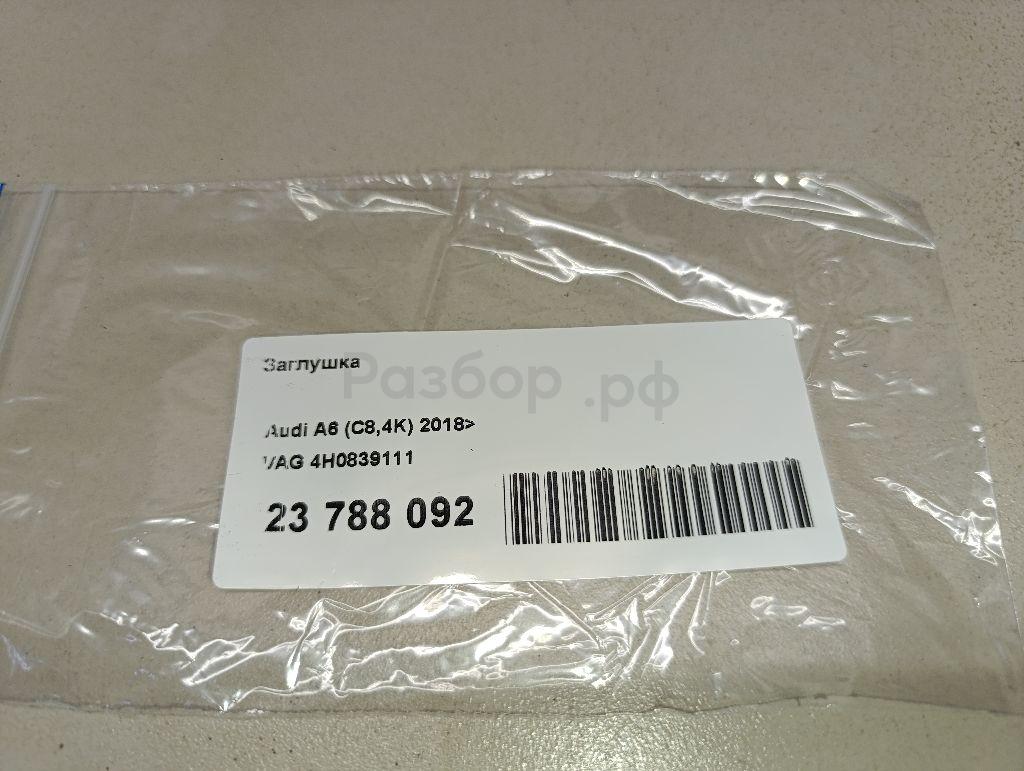 Заглушка
Разбор.рф
Audi A6 (C8,4K) 2018>
VAG 4H0839111
23 788 092